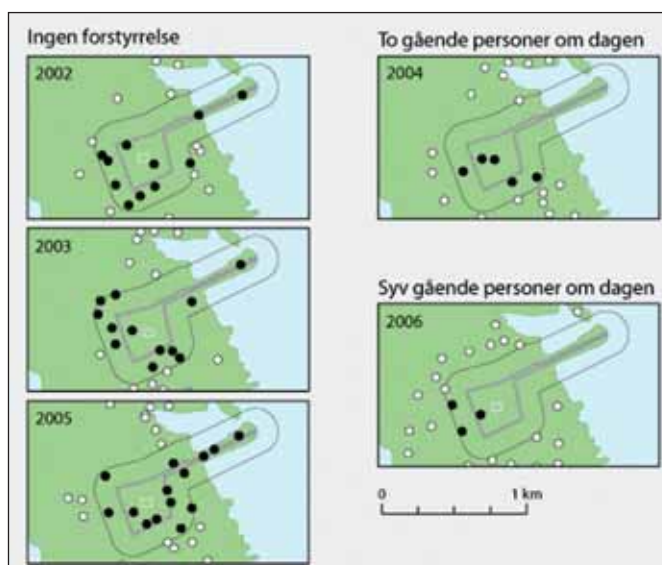 Ingen forstyrrelse
2002
2003
2005
To gående personer om dagen
2004
Syv gående personer om dagen
2006
0 1 km